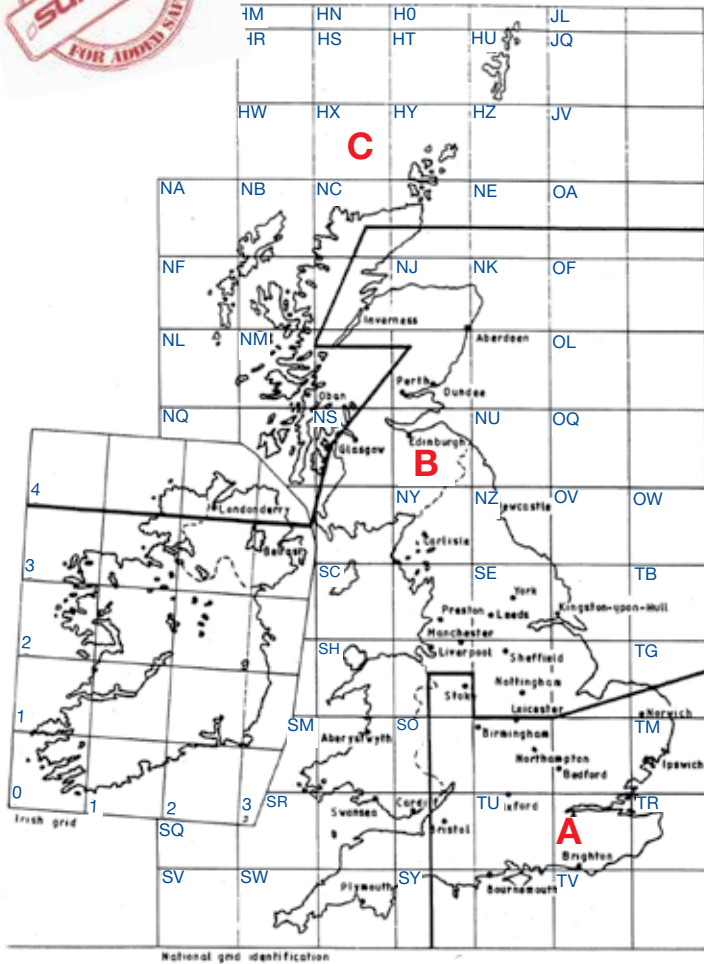 FOR ADDED SAF
HM HN H0 JL
HR HS HT HU JQ
HW HX HY HZ JV
C
NA NB NC NE OA
NF NJ NK OF
Inverness
NL NM OL
Aberdeen
Perth
Oban Dundee
NQ NS NU OQ
Edinburgh
Glasgow
B
4 NY NZ OV OW
Londonderry ewcastle
Carlisle
Belfast
3 SC SE TB
York
Preston Leeds Kingston-upon-Hull
Manchester
2 SH Liverpool Sheffield TG
Nottingham
Stoke
Leicester Norwich
1 SM SO TM
Aberystwyth Birmingham
Northampton Ipswich
Bedford
0 1 2 3 SR TU xford TR
Cardiff
Irish grid Swansea Bristol A
SQ
Brighton
SV SW SY TV
Plymouth Bournemouth
National grid identification